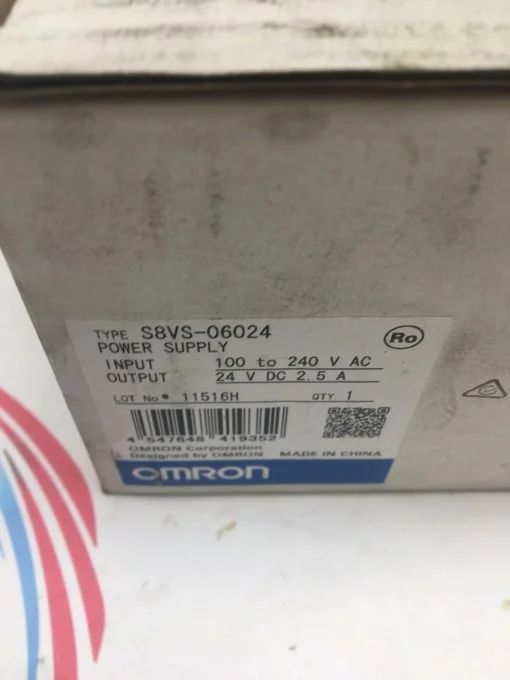 TYPE S8VS-06024
Ro
POWER SUPPLY
INPUT 100 to 240 V AC
OUTPUT 24 V DC 2.5 A
LOT No. 11516H QTY. 1
4 547648 419352
OMRON Corporation
Designed by OMRON MADE IN CHINA
OMRON